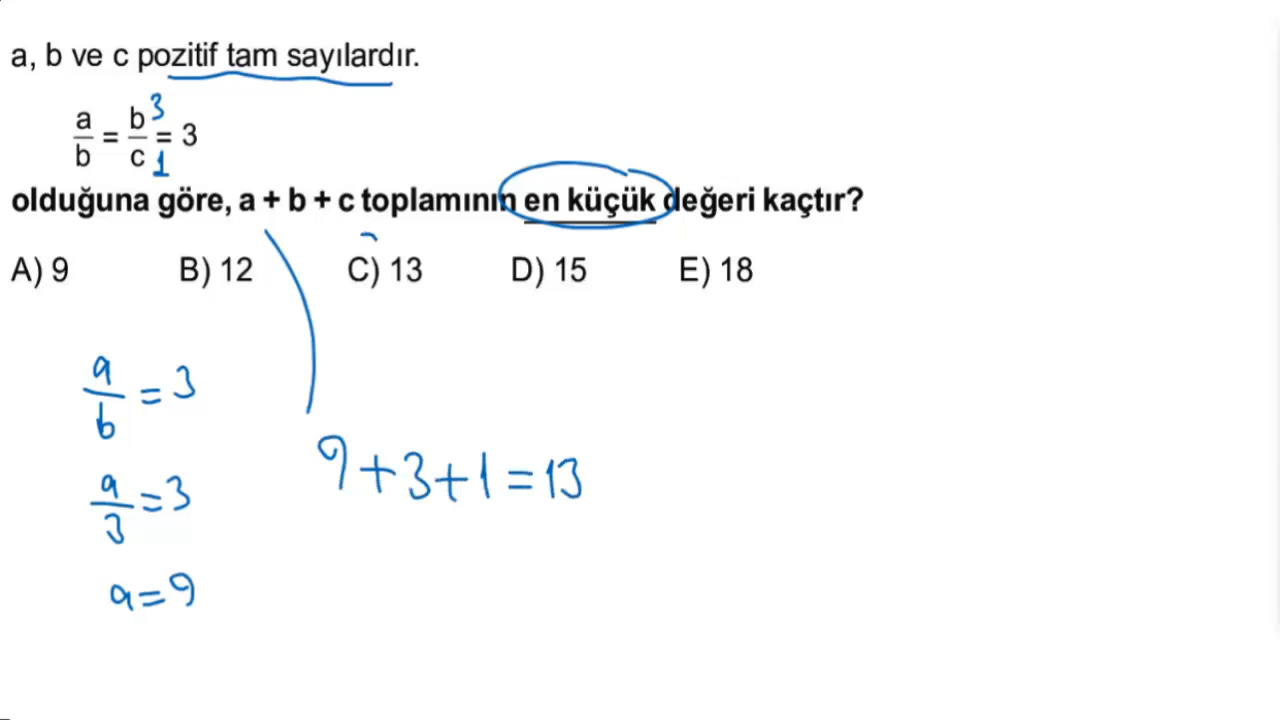 a, b ve c pozitif tam sayılardır.
a/b = b/c = 3
3
1
olduğuna göre, a + b + c toplamının en küçük değeri kaçtır?
A) 9 B) 12 C) 13 D) 15 E) 18
a/b = 3
a/3 = 3
a = 9
9 + 3 + 1 = 13